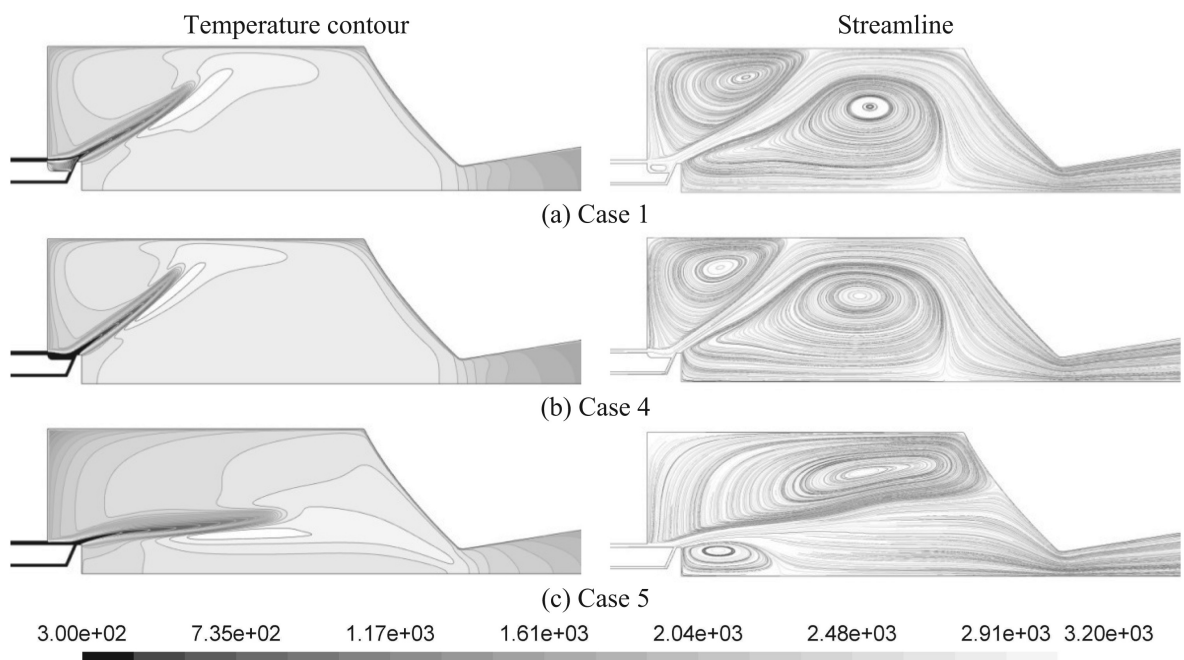 Temperature contour Streamline
(a) Case 1
(b) Case 4
(c) Case 5
3.00e+02 7.35e+02 1.17e+03 1.61e+03 2.04e+03 2.48e+03 2.91e+03 3.20e+03